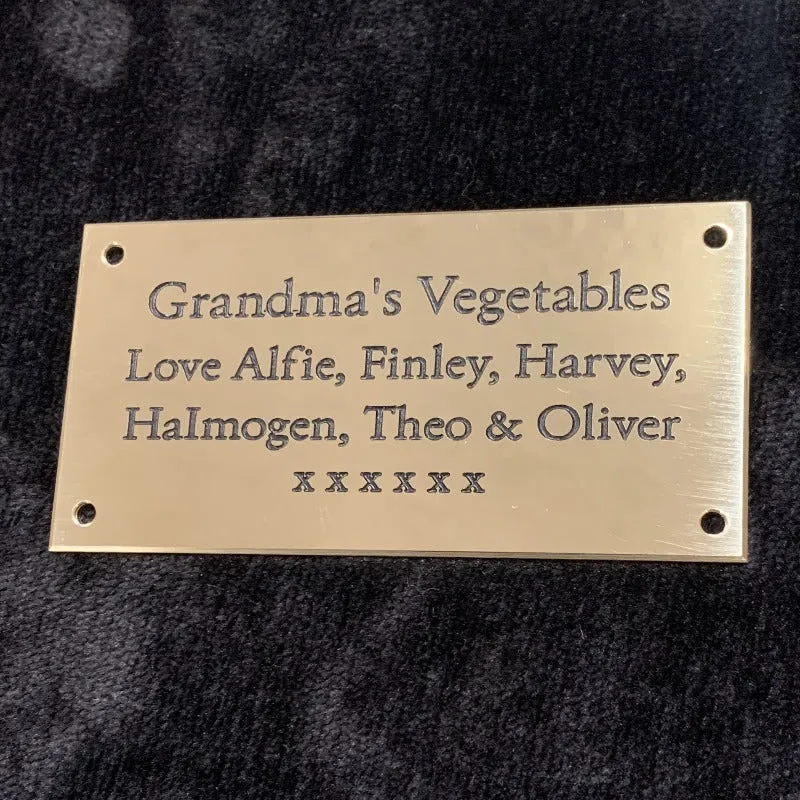 Grandma's Vegetables
Love Alfie, Finley, Harvey,
HaImogen, Theo & Oliver
xxxxxx